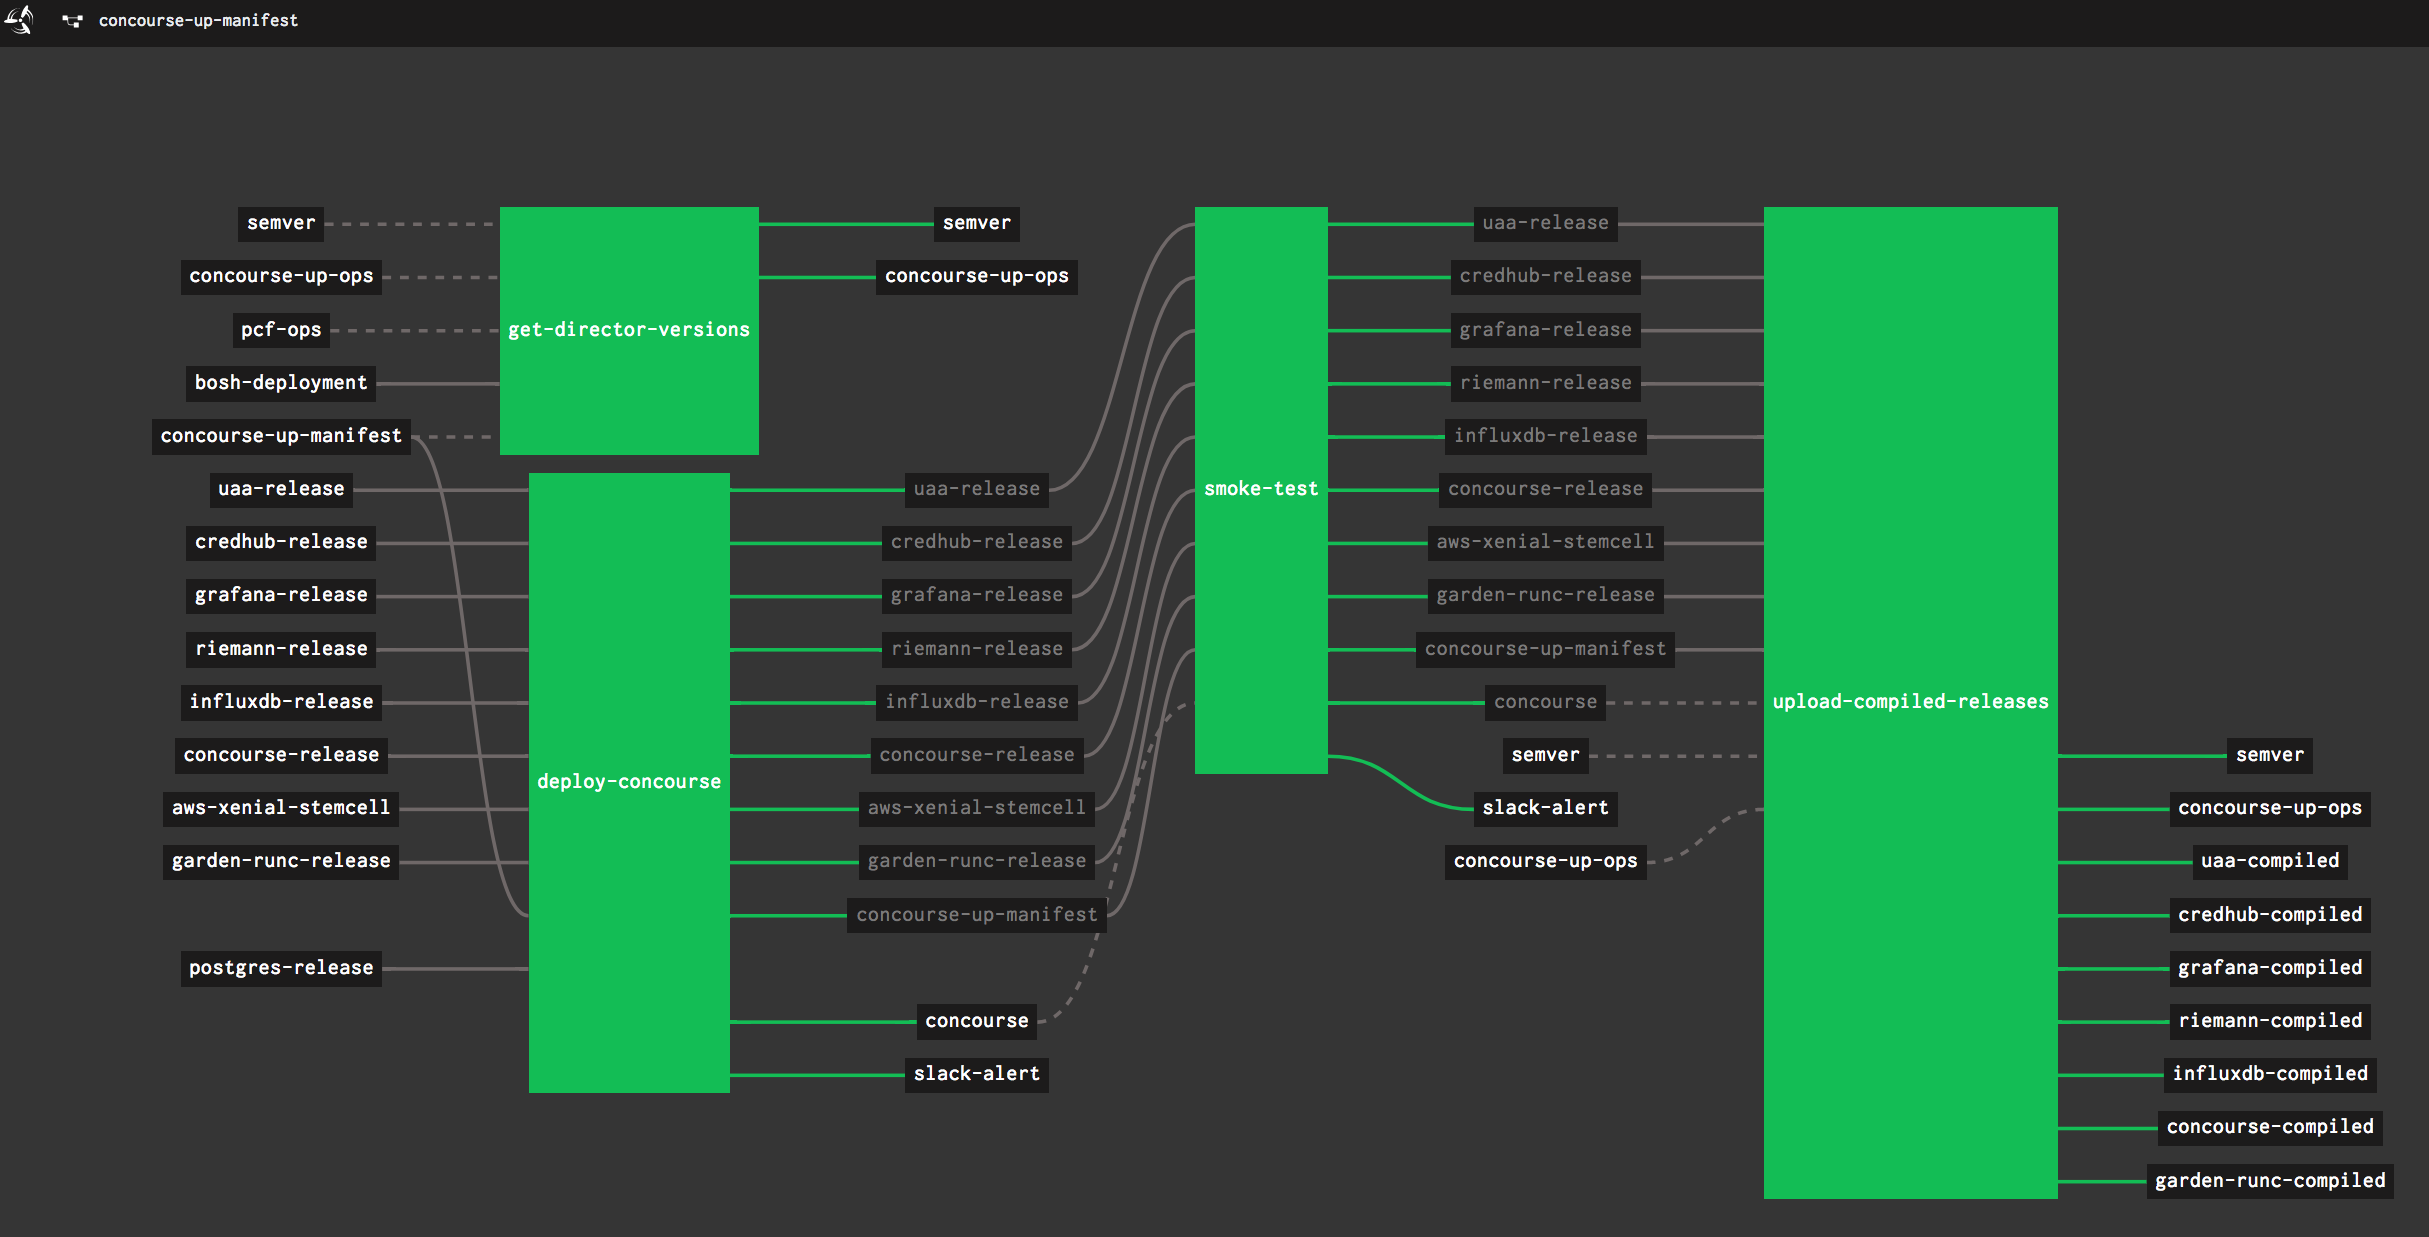 concourse-up-manifest
semver
concourse-up-ops
pcf-ops
bosh-deployment
concourse-up-manifest
uaa-release
credhub-release
grafana-release
riemann-release
influxdb-release
concourse-release
aws-xenial-stemcell
garden-runc-release
postgres-release
get-director-versions
deploy-concourse
semver
concourse-up-ops
uaa-release
credhub-release
grafana-release
riemann-release
influxdb-release
concourse-release
aws-xenial-stemcell
garden-runc-release
concourse-up-manifest
concourse
slack-alert
smoke-test
uaa-release
credhub-release
grafana-release
riemann-release
influxdb-release
concourse-release
aws-xenial-stemcell
garden-runc-release
concourse-up-manifest
concourse
semver
slack-alert
concourse-up-ops
upload-compiled-releases
semver
concourse-up-ops
uaa-compiled
credhub-compiled
grafana-compiled
riemann-compiled
influxdb-compiled
concourse-compiled
garden-runc-compiled